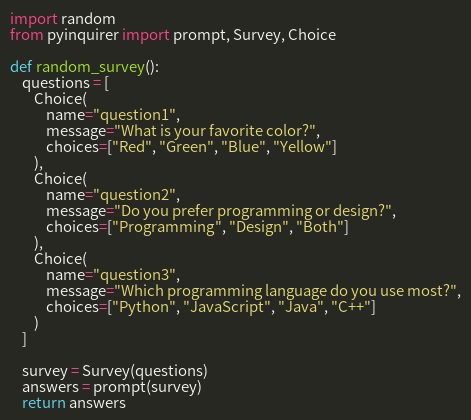 import random
from pyinquirer import prompt, Survey, Choice

def random_survey():
    questions = [
        Choice(
            name="question1",
            message="What is your favorite color?",
            choices=["Red", "Green", "Blue", "Yellow"]
        ),
        Choice(
            name="question2",
            message="Do you prefer programming or design?",
            choices=["Programming", "Design", "Both"]
        ),
        Choice(
            name="question3",
            message="Which programming language do you use most?",
            choices=["Python", "JavaScript", "Java", "C++"]
        )
    ]

    survey = Survey(questions)
    answers = prompt(survey)
    return answers